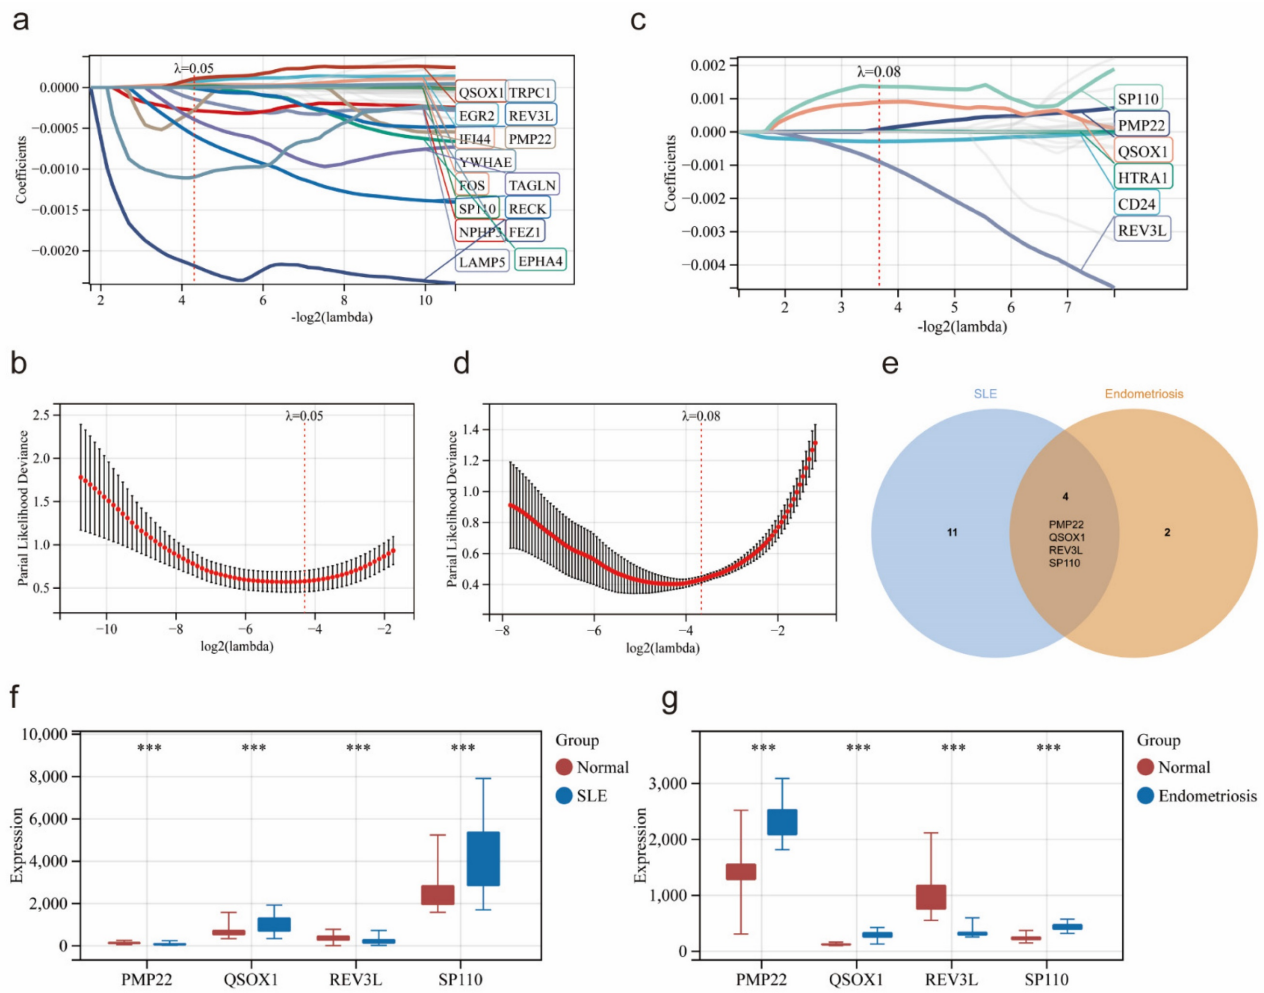 a
λ=0.05
0.0000
−0.0005
−0.0010
−0.0015
−0.0020
Coefficients
QSOX1 TRPC1
EGR2 REV3L
IFI44 PMP22
YWHAE
FOS TAGLN
SP110 RECK
NPHP3 FEZ1
LAMP5 EPHA4
2 4 6 8 10
-log2(lambda)
c
λ=0.08
0.002
0.001
0.000
−0.001
−0.002
−0.003
−0.004
Coefficients
SP110
PMP22
QSOX1
HTRA1
CD24
REV3L
2 3 4 5 6 7
-log2(lambda)
b
λ=0.05
2.5
2.0
1.5
1.0
0.5
Parial Likelihood Deviance
−10 −8 −6 −4 −2
log2(lambda)
d
λ=0.08
1.4
1.2
1.0
0.8
0.6
0.4
Parial Likelihood Deviance
−8 −6 −4 −2
log2(lambda)
e
SLE Endometriosis
11
4
PMP22
QSOX1
REV3L
SP110
2
f
10,000
8,000
6,000
4,000
2,000
0
Expression
*** *** *** ***
PMP22 QSOX1 REV3L SP110
Group
Normal
SLE
g
3,000
2,000
1,000
0
Expression
*** *** *** ***
PMP22 QSOX1 REV3L SP110
Group
Normal
Endometriosis